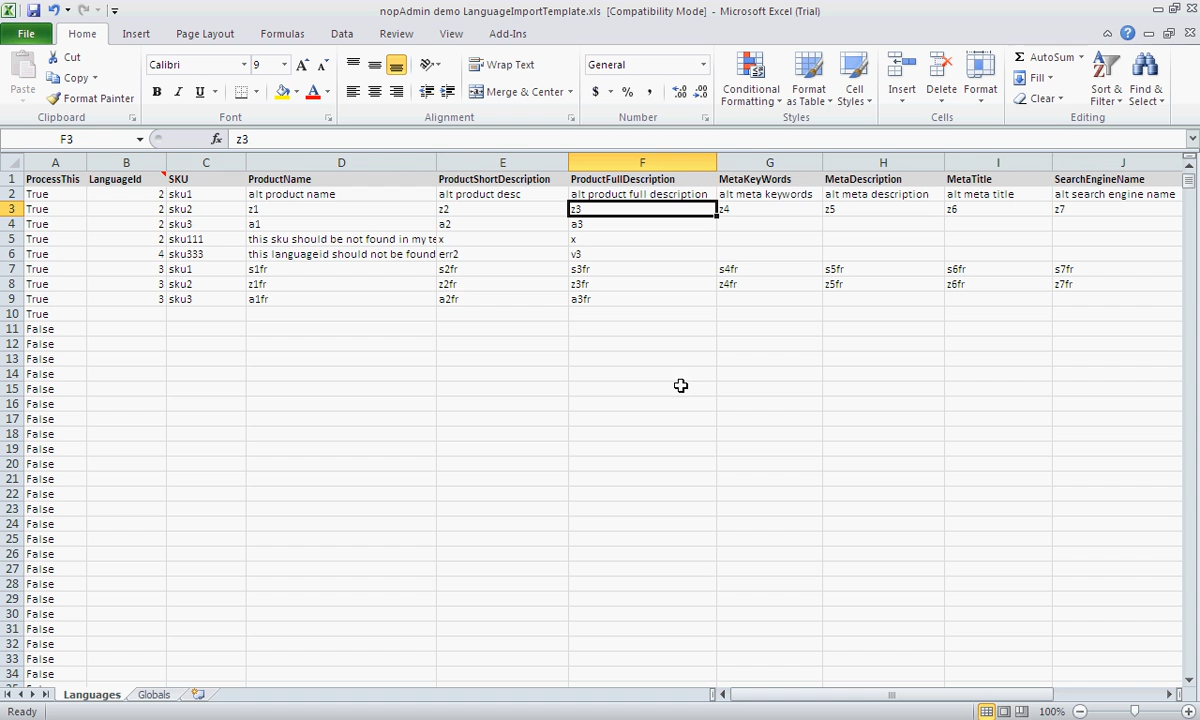 nopAdmin demo LanguageImportTemplate.xls [Compatibility Mode] - Microsoft Excel (Trial)
File Home Insert Page Layout Formulas Data Review View Add-Ins
Paste Cut Copy Format Painter Clipboard
Calibri 9 A A B I U A Font
Wrap Text Merge & Center Alignment
General $ % , .00 Number
Conditional Formatting Format as Table Cell Styles Styles
Insert Delete Format Cells
Σ AutoSum Fill Clear Sort & Filter Find & Select Editing
F3 fx z3
A B C D E F G H I J
1 ProcessThis LanguageId SKU ProductName ProductShortDescription ProductFullDescription MetaKeyWords MetaDescription MetaTitle SearchEngineName
2 True 2 sku1 alt product name alt product desc alt product full description alt meta keywords alt meta description alt meta title alt search engine name
3 True 2 sku2 z1 z2 z3 z4 z5 z6 z7
4 True 2 sku3 a1 a2 a3
5 True 2 sku111 this sku should be not found in my te x x
6 True 4 sku333 this languageid should not be found err2 v3
7 True 3 sku1 s1fr s2fr s3fr s4fr s5fr s6fr s7fr
8 True 3 sku2 z1fr z2fr z3fr z4fr z5fr z6fr z7fr
9 True 3 sku3 a1fr a2fr a3fr
10 True
11 False
12 False
13 False
14 False
15 False
16 False
17 False
18 False
19 False
20 False
21 False
22 False
23 False
24 False
25 False
26 False
27 False
28 False
29 False
30 False
31 False
32 False
33 False
34 False
Languages Globals
Ready 100%